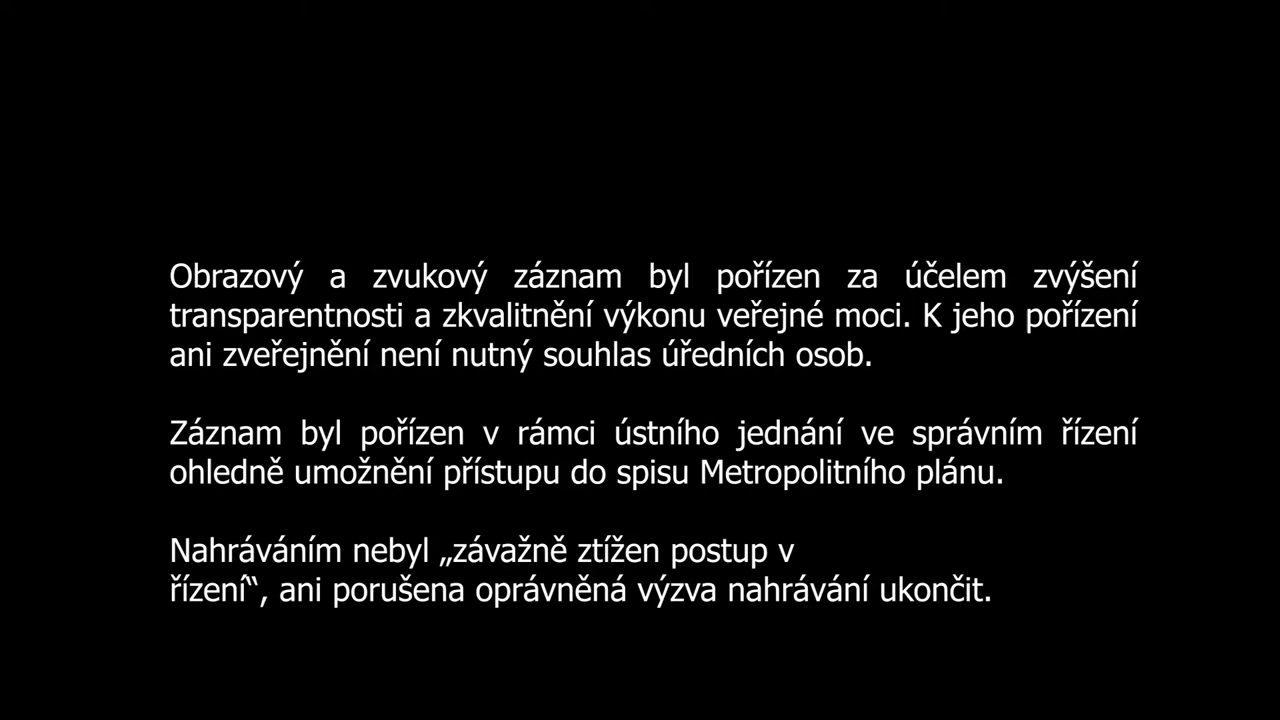 Obrazový a zvukový záznam byl pořízen za účelem zvýšení
transparentnosti a zkvalitnění výkonu veřejné moci. K jeho pořízení
ani zveřejnění není nutný souhlas úředních osob.
Záznam byl pořízen v rámci ústního jednání ve správním řízení
ohledně umožnění přístupu do spisu Metropolitního plánu.
Nahráváním nebyl „závažně ztížen postup v
řízení“, ani porušena oprávněná výzva nahrávání ukončit.